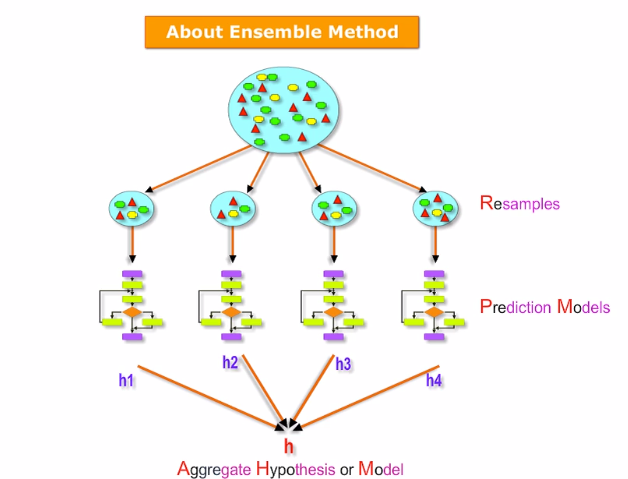 About Ensemble Method
Resamples
Prediction Models
h1
h2
h3
h4
h
Aggregate Hypothesis or Model